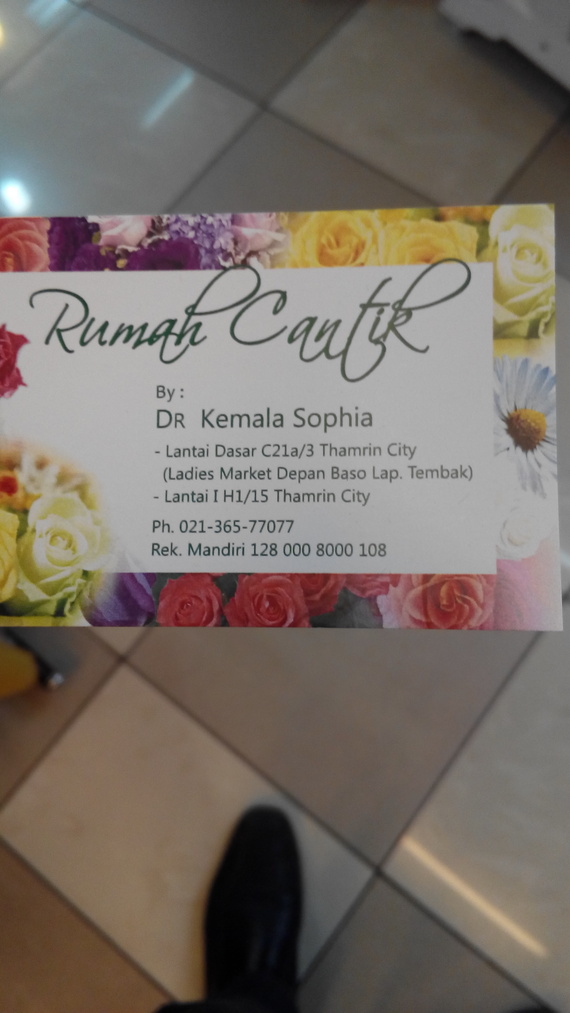 Rumah Cantik
By :
DR Kemala Sophia
- Lantai Dasar C21a/3 Thamrin City
(Ladies Market Depan Baso Lap. Tembak)
- Lantai I H1/15 Thamrin City
Ph. 021-365-77077
Rek. Mandiri 128 000 8000 108